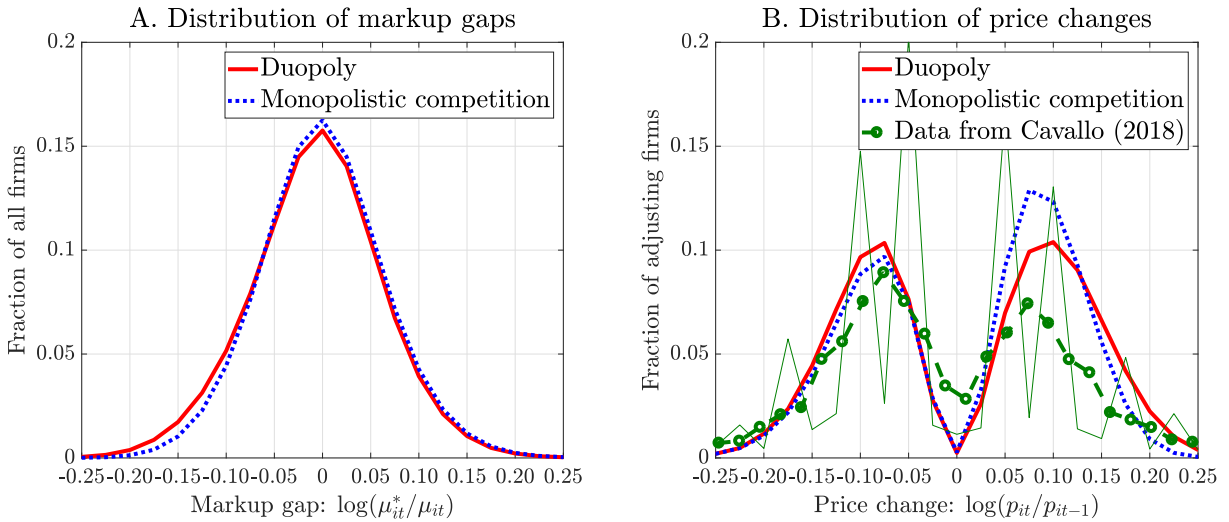 A. Distribution of markup gaps
0.2
0.15
0.1
0.05
0
Fraction of all firms
Duopoly
Monopolistic competition
-0.25 -0.20 -0.15 -0.10 -0.05 0 0.05 0.10 0.15 0.20 0.25
Markup gap: log(μ*it/μit)
B. Distribution of price changes
0.2
0.15
0.1
0.05
0
Fraction of adjusting firms
Duopoly
Monopolistic competition
Data from Cavallo (2018)
-0.25 -0.20 -0.15 -0.10 -0.05 0 0.05 0.10 0.15 0.20 0.25
Price change: log(pit/pit−1)